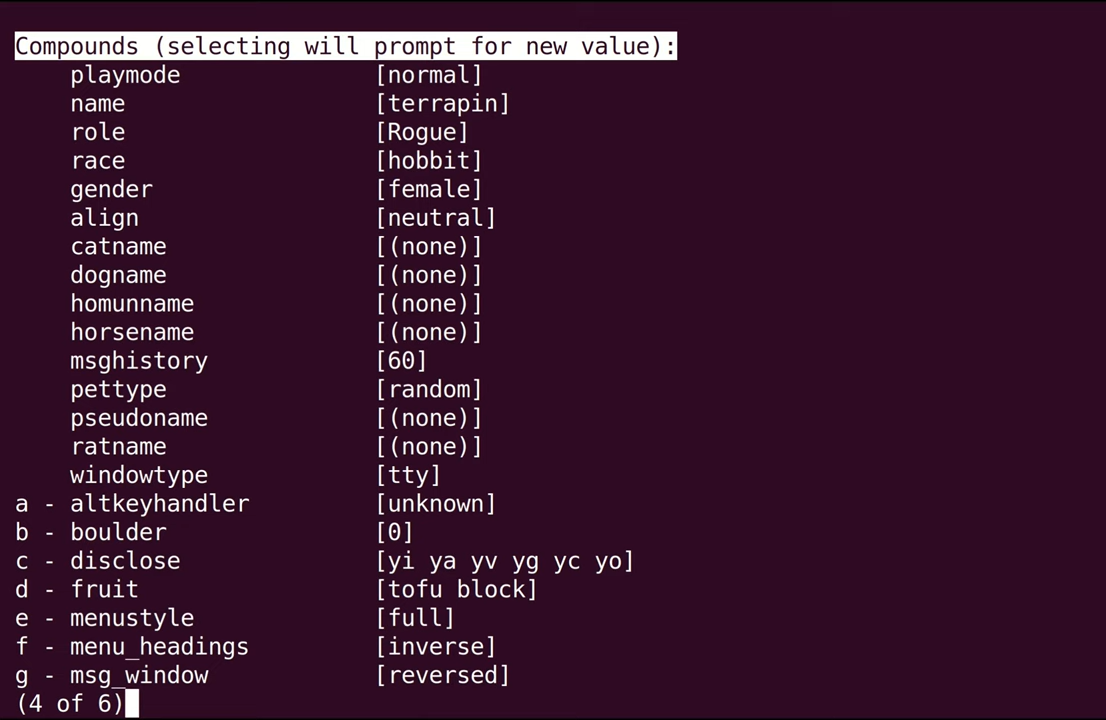 Compounds (selecting will prompt for new value):
playmode [normal]
name [terrapin]
role [Rogue]
race [hobbit]
gender [female]
align [neutral]
catname [(none)]
dogname [(none)]
homunname [(none)]
horsename [(none)]
msghistory [60]
pettype [random]
pseudoname [(none)]
ratname [(none)]
windowtype [tty]
a - altkeyhandler [unknown]
b - boulder [0]
c - disclose [yi ya yv yg yc yo]
d - fruit [tofu block]
e - menustyle [full]
f - menu_headings [inverse]
g - msg_window [reversed]
(4 of 6)